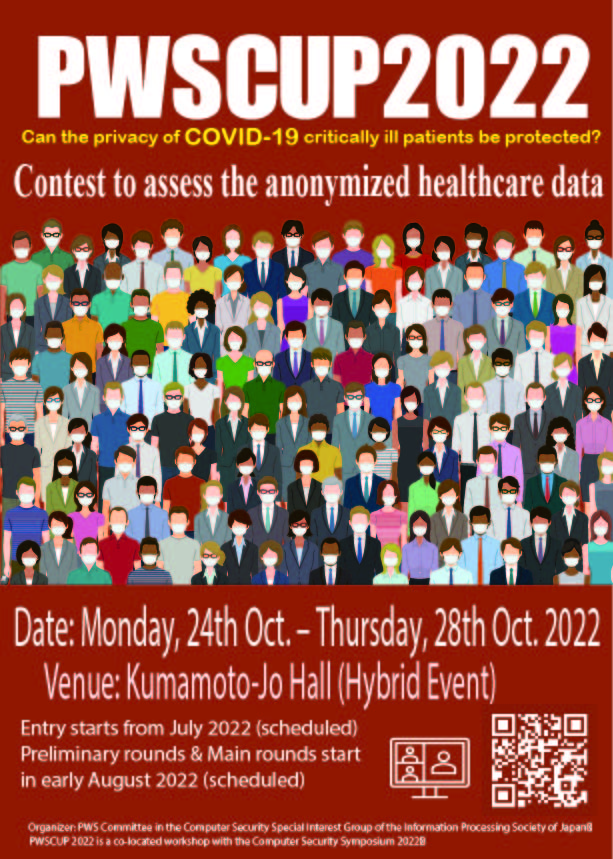 PWSCUP2022
Can the privacy of COVID-19 critically ill patients be protected?
Contest to assess the anonymized healthcare data
Date: Monday, 24th Oct. – Thursday, 28th Oct. 2022
Venue: Kumamoto-Jo Hall (Hybrid Event)
Entry starts from July 2022 (scheduled)
Preliminary rounds & Main rounds start
in early August 2022 (scheduled)
Organizer: PWS Committee in the Computer Security Special Interest Group of the Information Processing Society of Japan
PWSCUP 2022 is a co-located workshop with the Computer Security Symposium 2022